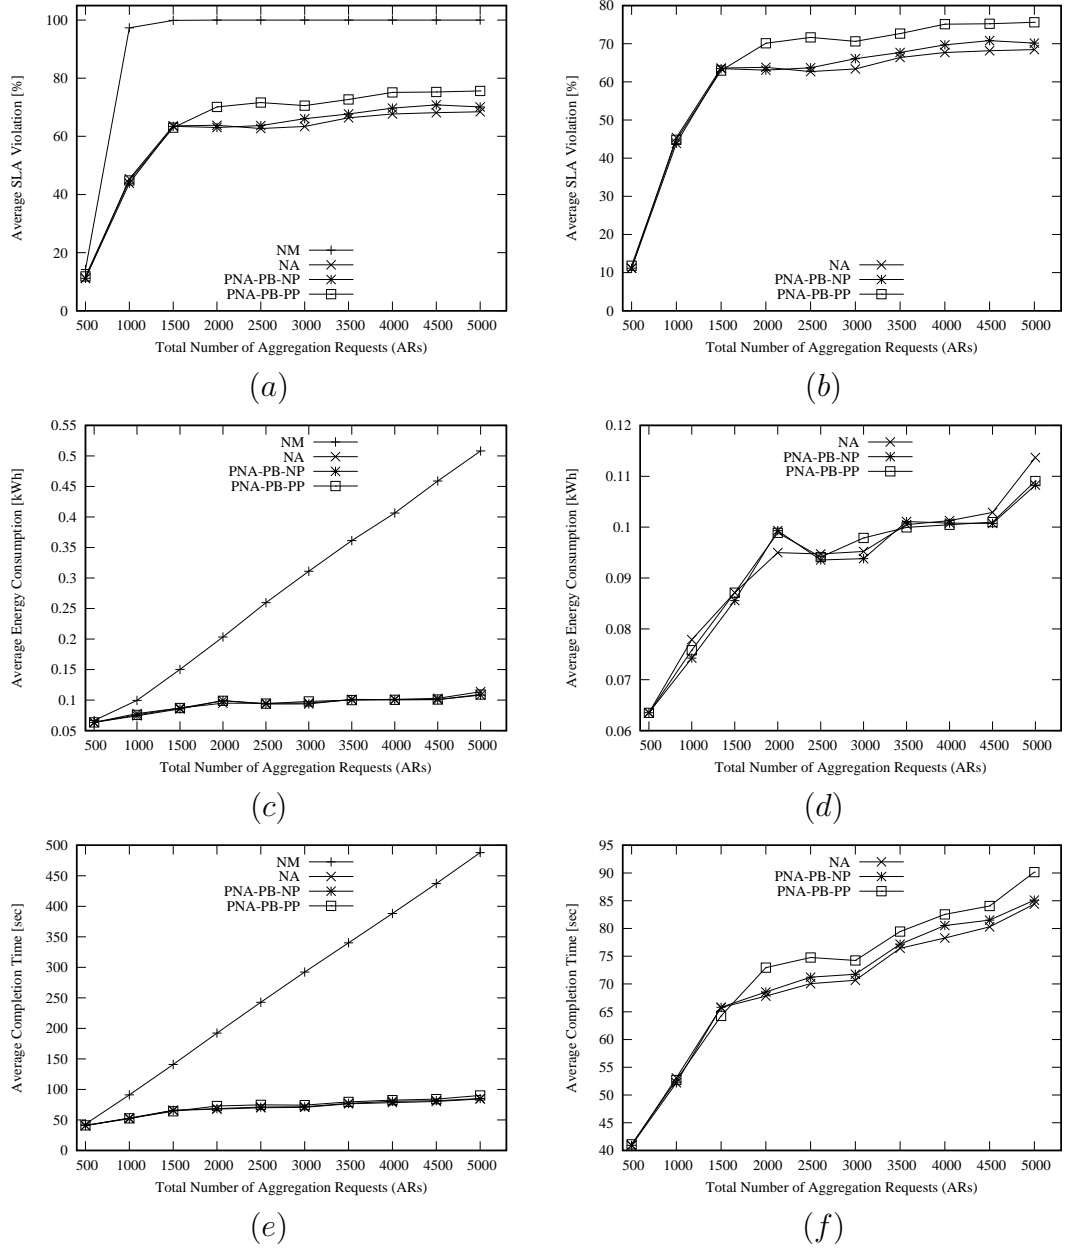 Average SLA Violation [%]
100
80
60
40
20
0
NM
NA
PNA-PB-NP
PNA-PB-PP
500 1000 1500 2000 2500 3000 3500 4000 4500 5000
Total Number of Aggregation Requests (ARs)
(a)
Average SLA Violation [%]
80
70
60
50
40
30
20
10
0
NA
PNA-PB-NP
PNA-PB-PP
500 1000 1500 2000 2500 3000 3500 4000 4500 5000
Total Number of Aggregation Requests (ARs)
(b)
Average Energy Consumption [kWh]
0.55
0.5
0.45
0.4
0.35
0.3
0.25
0.2
0.15
0.1
0.05
NM
NA
PNA-PB-NP
PNA-PB-PP
500 1000 1500 2000 2500 3000 3500 4000 4500 5000
Total Number of Aggregation Requests (ARs)
(c)
Average Energy Consumption [kWh]
0.12
0.11
0.1
0.09
0.08
0.07
0.06
NA
PNA-PB-NP
PNA-PB-PP
500 1000 1500 2000 2500 3000 3500 4000 4500 5000
Total Number of Aggregation Requests (ARs)
(d)
Average Completion Time [sec]
500
450
400
350
300
250
200
150
100
50
0
NM
NA
PNA-PB-NP
PNA-PB-PP
500 1000 1500 2000 2500 3000 3500 4000 4500 5000
Total Number of Aggregation Requests (ARs)
(e)
Average Completion Time [sec]
95
90
85
80
75
70
65
60
55
50
45
40
NA
PNA-PB-NP
PNA-PB-PP
500 1000 1500 2000 2500 3000 3500 4000 4500 5000
Total Number of Aggregation Requests (ARs)
(f)